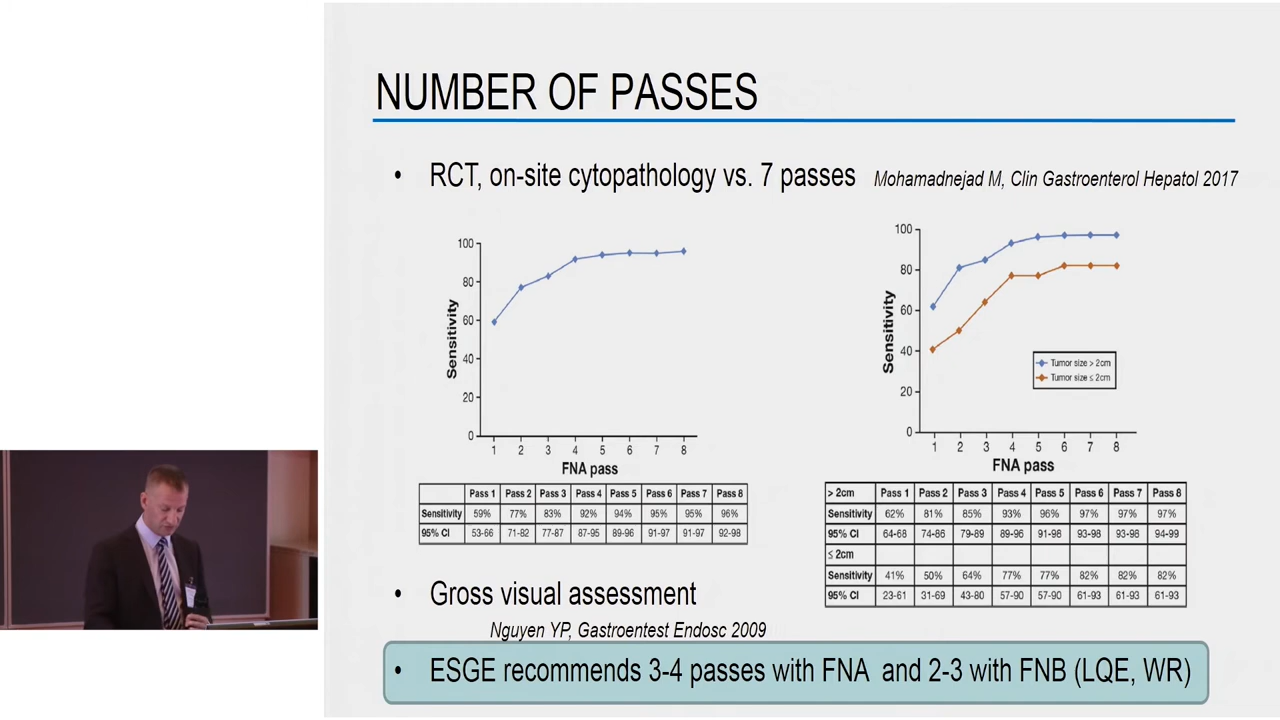 NUMBER OF PASSES
• RCT, on-site cytopathology vs. 7 passes Mohamadnejad M, Clin Gastroenterol Hepatol 2017
100
80
60
40
20
0
Sensitivity
1 2 3 4 5 6 7 8
FNA pass
Pass 1 Pass 2 Pass 3 Pass 4 Pass 5 Pass 6 Pass 7 Pass 8
Sensitivity 59% 77% 83% 92% 94% 95% 95% 96%
95% CI 53-66 71-82 77-87 87-95 89-96 91-97 91-97 92-98
100
80
60
40
20
0
Sensitivity
Tumor size > 2cm
Tumor size ≤ 2cm
1 2 3 4 5 6 7 8
FNA pass
> 2cm Pass 1 Pass 2 Pass 3 Pass 4 Pass 5 Pass 6 Pass 7 Pass 8
Sensitivity 62% 81% 85% 93% 96% 97% 97% 97%
95% CI 64-68 74-86 79-89 89-96 91-98 93-98 93-98 94-99
≤ 2cm
Sensitivity 41% 50% 64% 77% 77% 82% 82% 82%
95% CI 23-61 31-69 43-80 57-90 57-90 61-93 61-93 61-93
• Gross visual assessment
Nguyen YP, Gastroentest Endosc 2009
• ESGE recommends 3-4 passes with FNA and 2-3 with FNB (LQE, WR)